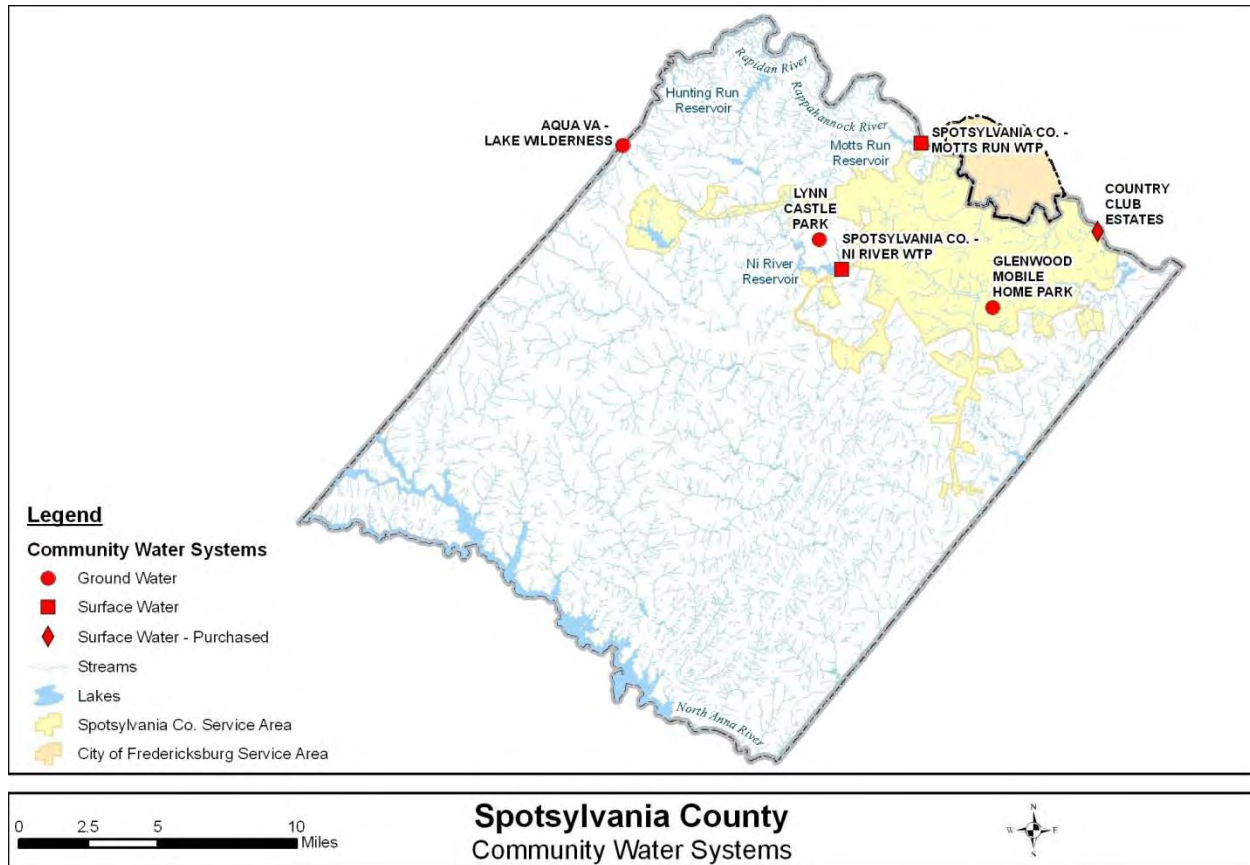 Rapidan River
Hunting Run
Reservoir
Rappahannock River
AQUA VA -
LAKE WILDERNESS
Motts Run
Reservoir
SPOTSYLVANIA CO. -
MOTTS RUN WTP
LYNN
CASTLE
PARK
COUNTRY
CLUB
ESTATES
SPOTSYLVANIA CO. -
NI RIVER WTP
Ni River
Reservoir
GLENWOOD
MOBILE
HOME PARK
North Anna River
Legend
Community Water Systems
Ground Water
Surface Water
Surface Water - Purchased
Streams
Lakes
Spotsylvania Co. Service Area
City of Fredericksburg Service Area
0 2.5 5 10
Miles
Spotsylvania County
Community Water Systems
N
W E
S